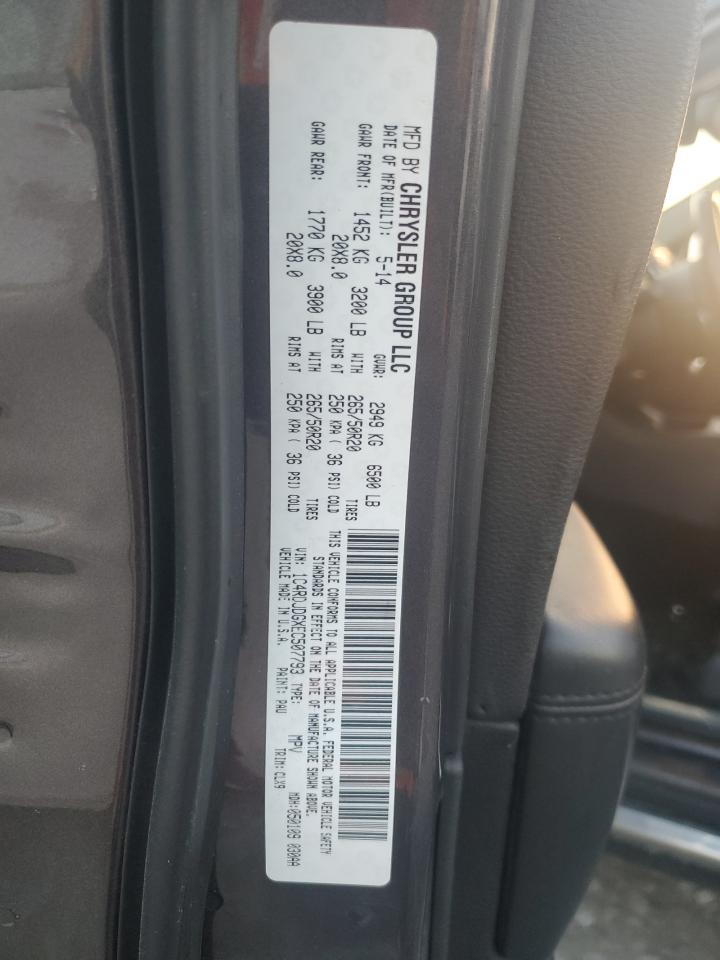 MFD BY CHRYSLER GROUP LLC
DATE OF MFR(BUILT): 5-14 GVWR: 2949 KG 6500 LB
GAWR FRONT: 1452 KG 3200 LB WITH 265/50R20 TIRES
20X8.0 RIMS AT 250 KPA ( 36 PSI) COLD
GAWR REAR: 1770 KG 3900 LB WITH 265/50R20 TIRES
20X8.0 RIMS AT 250 KPA ( 36 PSI) COLD
THIS VEHICLE CONFORMS TO ALL APPLICABLE U.S.A. FEDERAL MOTOR VEHICLE SAFETY
STANDARDS IN EFFECT ON THE DATE OF MANUFACTURE SHOWN ABOVE.
VIN: 1C4RDJDGXEC507793 TYPE: MPV MDH:050109 030AA
VEHICLE MADE IN U.S.A. PAINT: PAU TRIM: CLX9